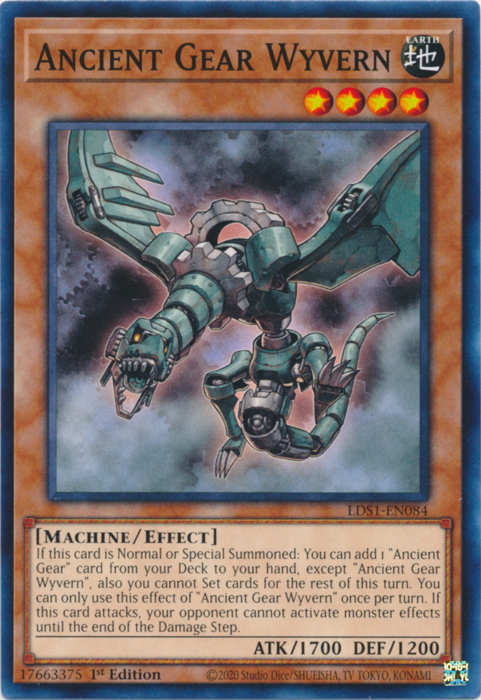 ANCIENT GEAR WYVERN
EARTH
地
LDS1-EN084
[MACHINE/EFFECT]
If this card is Normal or Special Summoned: You can add 1 "Ancient
Gear" card from your Deck to your hand, except "Ancient Gear
Wyvern", also you cannot Set cards for the rest of this turn. You
can only use this effect of "Ancient Gear Wyvern" once per turn. If
this card attacks, your opponent cannot activate monster effects
until the end of the Damage Step.
ATK/1700 DEF/1200
17663375 1st Edition ©2020 Studio Dice/SHUEISHA, TV TOKYO, KONAMI